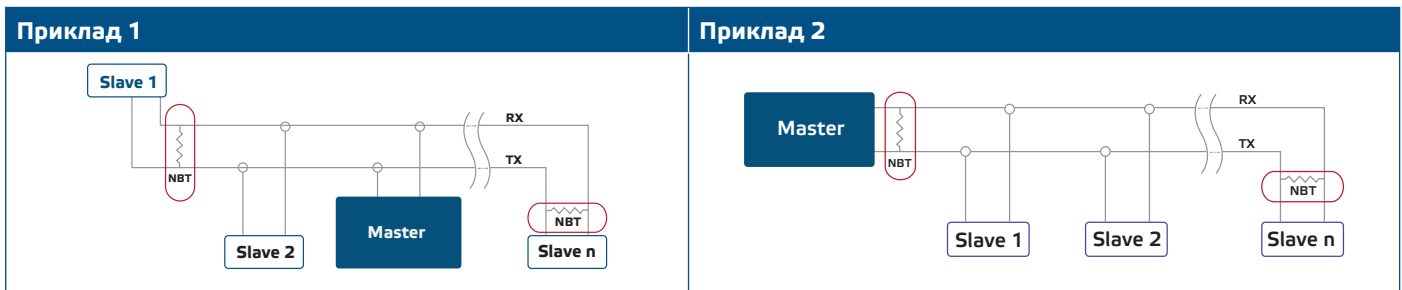 Приклад 1
Slave 1
RX
TX
NBT
NBT
Slave 2
Master
Slave n
Приклад 2
Master
RX
TX
NBT
NBT
Slave 1
Slave 2
Slave n